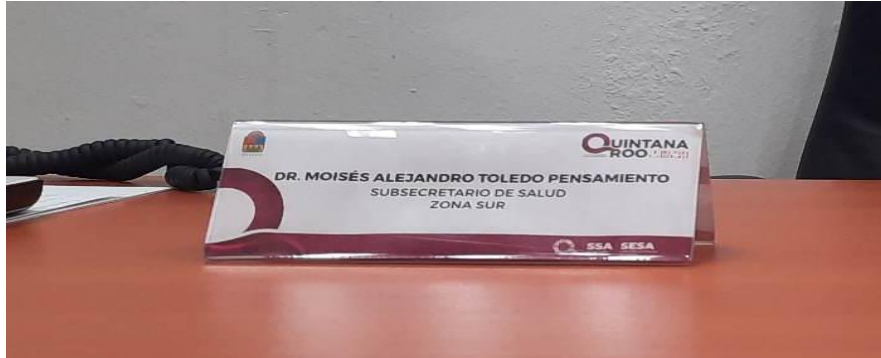 QUINTANA
ROO
DR. MOISÉS ALEJANDRO TOLEDO PENSAMIENTO
SUBSECRETARIO DE SALUD
ZONA SUR
SSA SESA